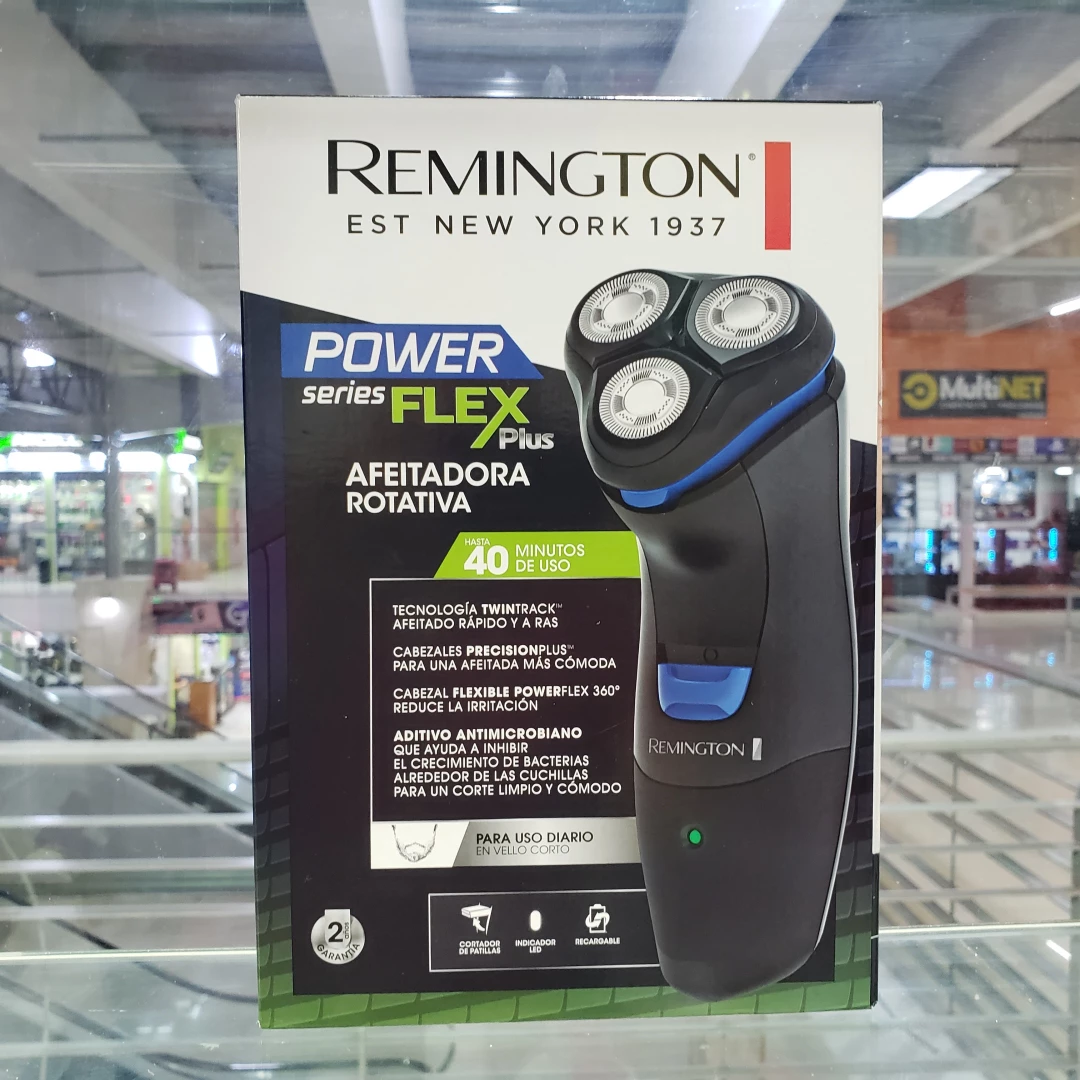 REMINGTON®
EST NEW YORK 1937
POWER
series FLEX
Plus
AFEITADORA
ROTATIVA
HASTA
40 MINUTOS
DE USO
TECNOLOGÍA TWINTRACK™
AFEITADO RÁPIDO Y A RAS
CABEZALES PRECISIONPLUS™
PARA UNA AFEITADA MÁS CÓMODA
CABEZAL FLEXIBLE POWERFLEX 360°
REDUCE LA IRRITACIÓN
ADITIVO ANTIMICROBIANO
QUE AYUDA A INHIBIR
EL CRECIMIENTO DE BACTERIAS
ALREDEDOR DE LAS CUCHILLAS
PARA UN CORTE LIMPIO Y CÓMODO
PARA USO DIARIO
EN VELLO CORTO
2 años
GARANTÍA
CORTADOR
DE PATILLAS
INDICADOR
LED
RECARGABLE
REMINGTON
MultiNET